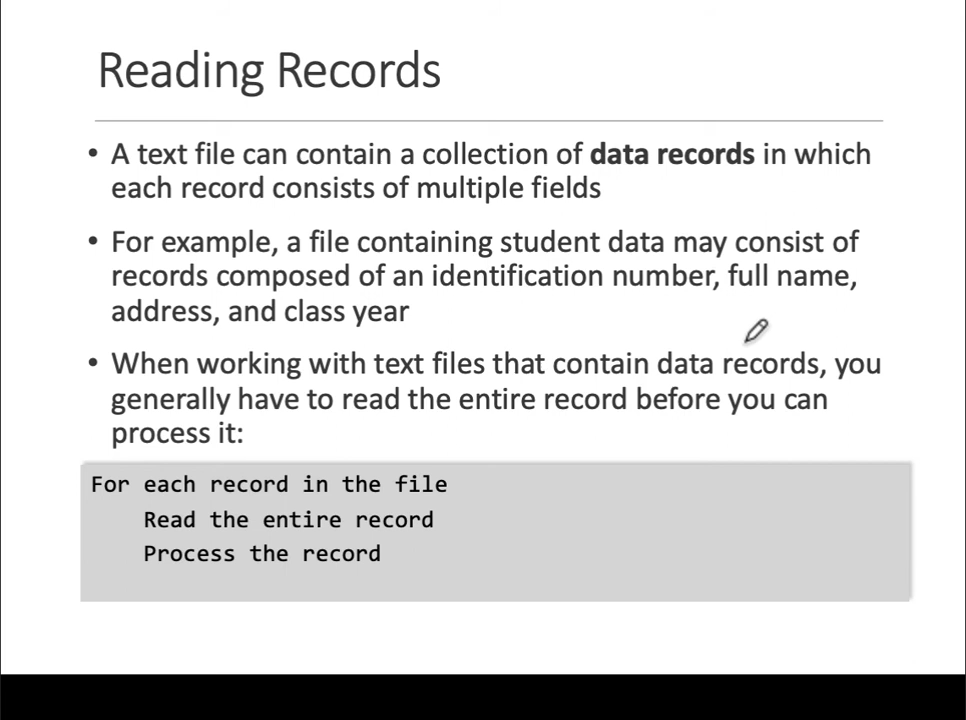 Reading Records
• A text file can contain a collection of data records in which
each record consists of multiple fields
• For example, a file containing student data may consist of
records composed of an identification number, full name,
address, and class year
• When working with text files that contain data records, you
generally have to read the entire record before you can
process it:
For each record in the file
    Read the entire record
    Process the record